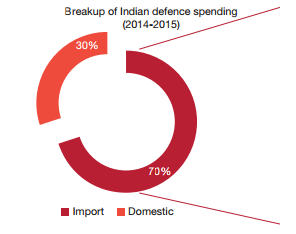 Breakup of Indian defence spending
(2014-2015)
30%
70%
Import Domestic